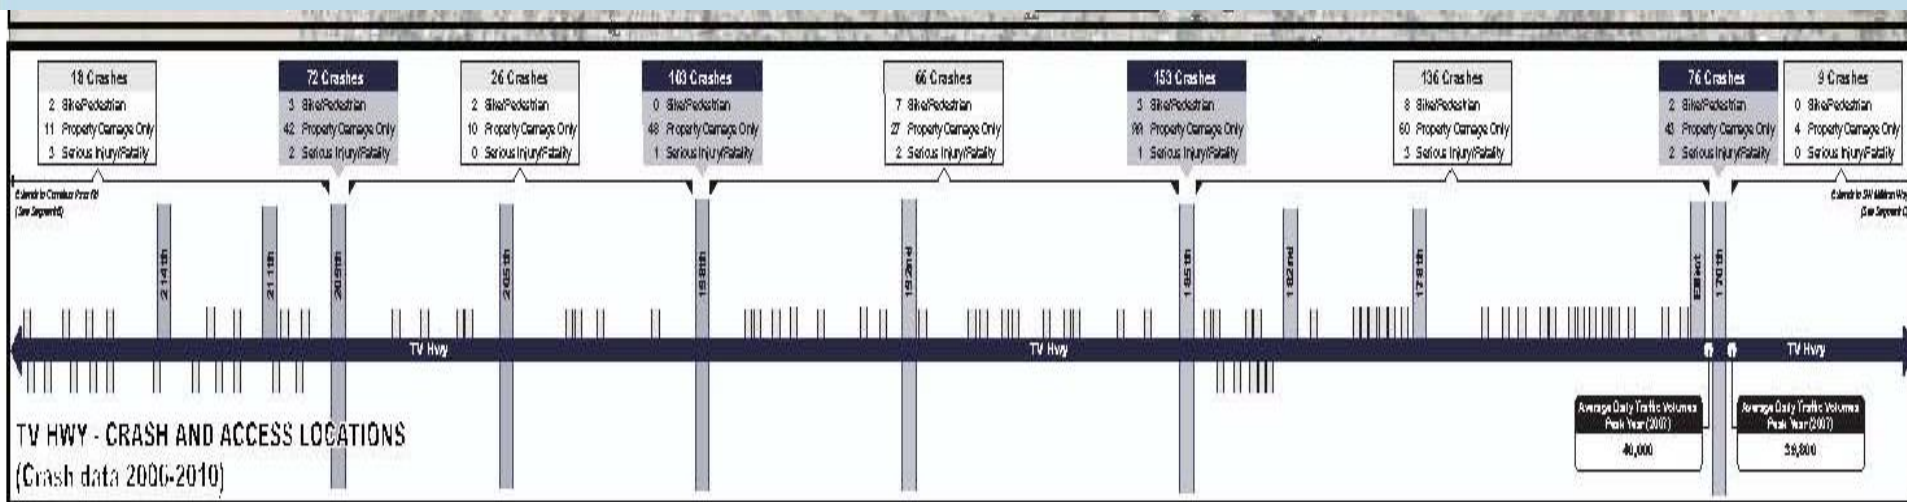 18 Crashes
2 Bike/Pedestrian
11 Property Damage Only
3 Serious Injury/Fatality
72 Crashes
3 Bike/Pedestrian
42 Property Damage Only
2 Serious Injury/Fatality
26 Crashes
2 Bike/Pedestrian
10 Property Damage Only
0 Serious Injury/Fatality
103 Crashes
0 Bike/Pedestrian
48 Property Damage Only
1 Serious Injury/Fatality
66 Crashes
7 Bike/Pedestrian
27 Property Damage Only
2 Serious Injury/Fatality
153 Crashes
3 Bike/Pedestrian
Property Damage Only
1 Serious Injury/Fatality
136 Crashes
8 Bike/Pedestrian
60 Property Damage Only
3 Serious Injury/Fatality
76 Crashes
2 Bike/Pedestrian
43 Property Damage Only
2 Serious Injury/Fatality
9 Crashes
0 Bike/Pedestrian
4 Property Damage Only
0 Serious Injury/Fatality
214th
211th
209th
205th
198th
192nd
185th
182nd
178th
170th
TV Hwy
TV Hwy
TV Hwy
Average Daily Traffic Volumes
Peak Year (2007)
40,000
Average Daily Traffic Volumes
Peak Year (2007)
39,800
TV HWY - CRASH AND ACCESS LOCATIONS
(Crash data 2006-2010)